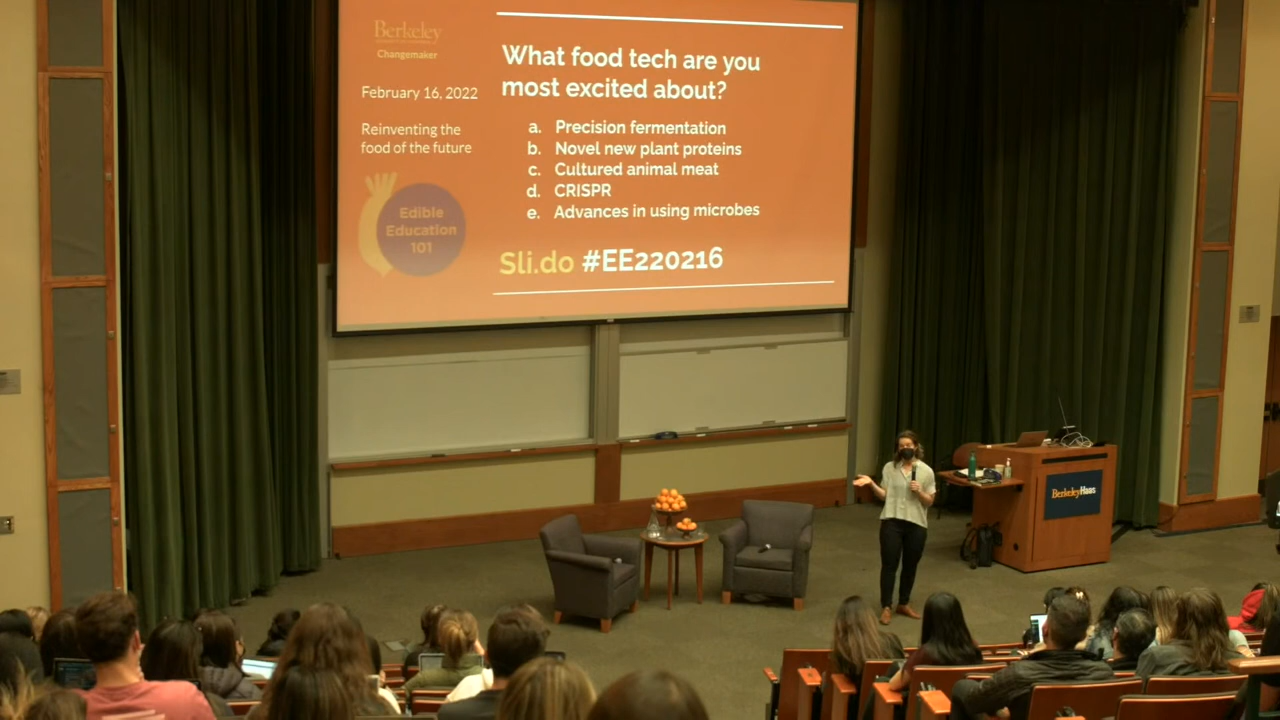 Berkeley
Changemaker
February 16, 2022
Reinventing the
food of the future
Edible
Education
101
What food tech are you
most excited about?
a. Precision fermentation
b. Novel new plant proteins
c. Cultured animal meat
d. CRISPR
e. Advances in using microbes
Sli.do #EE220216
BerkeleyHaas